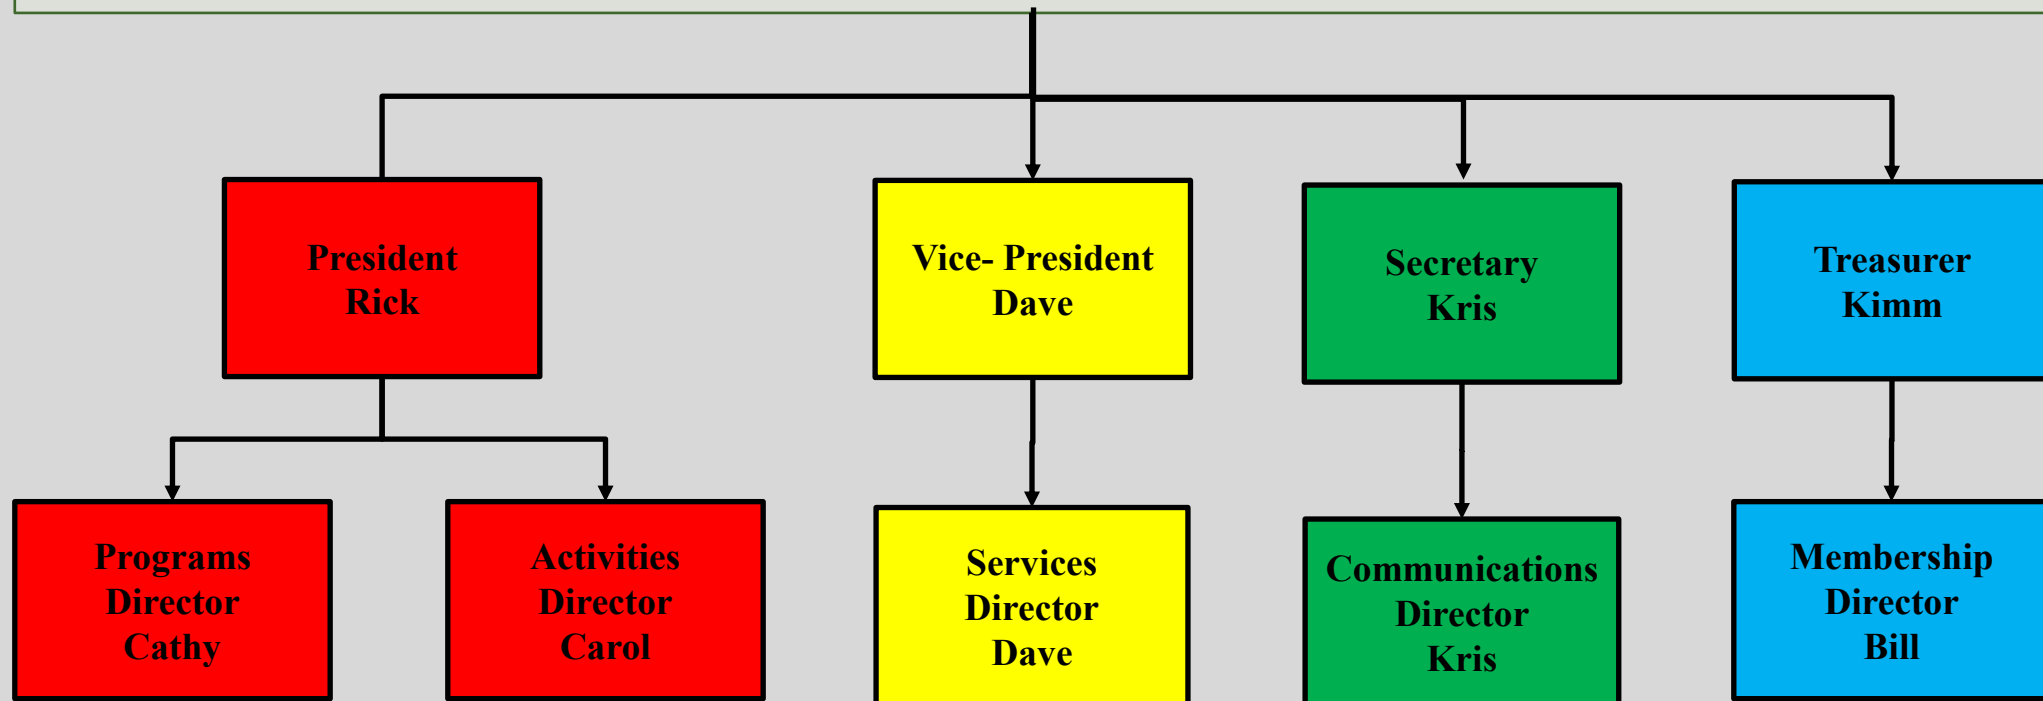 President
Rick
Vice- President
Dave
Secretary
Kris
Treasurer
Kimm
Programs
Director
Cathy
Activities
Director
Carol
Services
Director
Dave
Communications
Director
Kris
Membership
Director
Bill